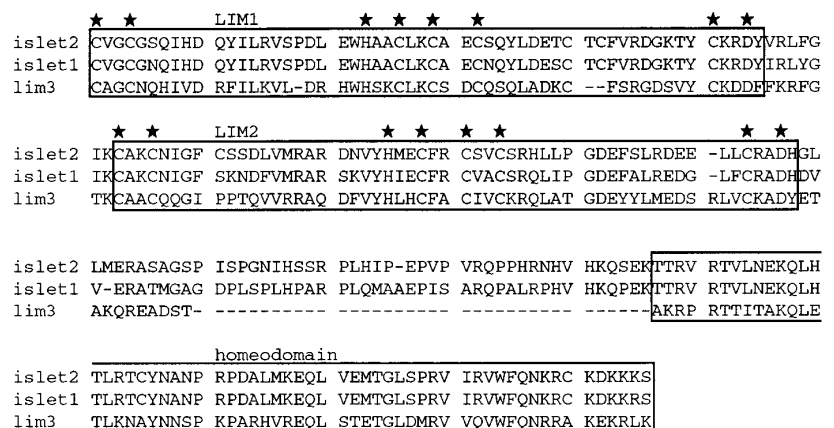 ★ ★ LIM1 ★ ★ ★ ★ ★ ★
islet2 CVGCGSQIHD QYILRVSPDL EWHAACLKCA ECSQYLDETC TCFVRDGKTY CKRDYVRLFG
islet1 CVGCGNQIHD QYILRVSPDL EWHAACLKCA ECNQYLDESC TCFVRDGKTY CKRDYIRLYG
lim3 CAGCNQHIVD RFILKVL-DR HWHSKCLKCS DCQSQLADKC --FSRGDSVY CKDDFFKRFG
★ ★ LIM2 ★ ★ ★ ★ ★ ★
islet2 IKCAKCNIGF CSSDLVMRAR DNVYHMECFR CSVCSRHLLP GDEFSLRDEE -LLCRADHGL
islet1 IKCAKCNIGF SKNDFVMRAR SKVYHIECFR CVACSRQLIP GDEFALREDG -LFCRADHDV
lim3 TKCAACQQGI PPTQVVRRAQ DFVYHLHCFA CIVCKRQLAT GDEYYLMEDS RLVCKADYET
islet2 LMERASAGSP ISPGNIHSSR PLHIP-EPVP VRQPPHRNHV HKQSEKTTRV RTVLNEKQLH
islet1 V-ERATMGAG DPLSPLHPAR PLQMAAEPIS ARQPALRPHV HKQPEKTTRV RTVLNEKQLH
lim3 AKQREADST- ---------- ---------- ---------- ------AKRP RTTITAKQLE
homeodomain
islet2 TLRTCYNANP RPDALMKEQL VEMTGLSPRV IRVWFQNKRC KDKKKS
islet1 TLRTCYNANP RPDALMKEQL VEMTGLSPRV IRVWFQNKRC KDKKRS
lim3 TLKNAYNNSP KPARHVREQL STETGLDMRV VQVWFQNRRA KEKRLK